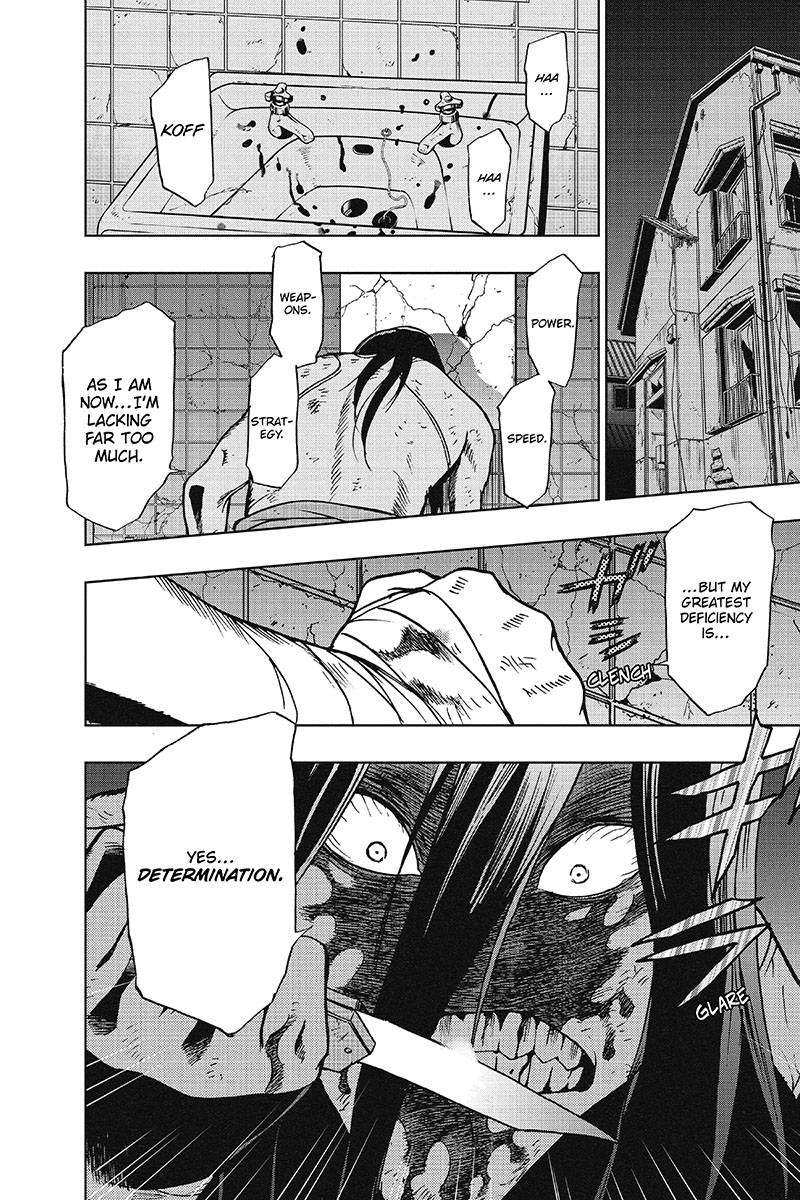 HAA
...
HAA
...
KOFF
POWER.
SPEED.
WEAP-
ONS.
STRAT-
EGY.
AS I AM
NOW...I'M
LACKING
FAR TOO
MUCH.
...BUT MY
GREATEST
DEFICIENCY
IS...
CLENCH
YES...
DETERMINATION.
GLARE